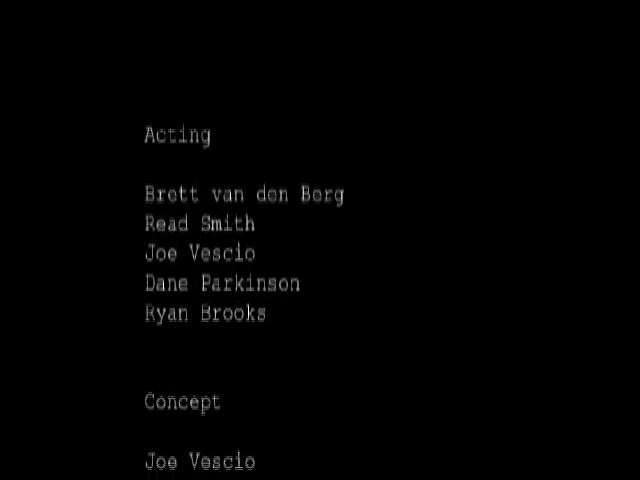 Acting
Brett van den Berg
Read Smith
Joe Vescio
Dane Parkinson
Ryan Brooks
Concept
Joe Vescio